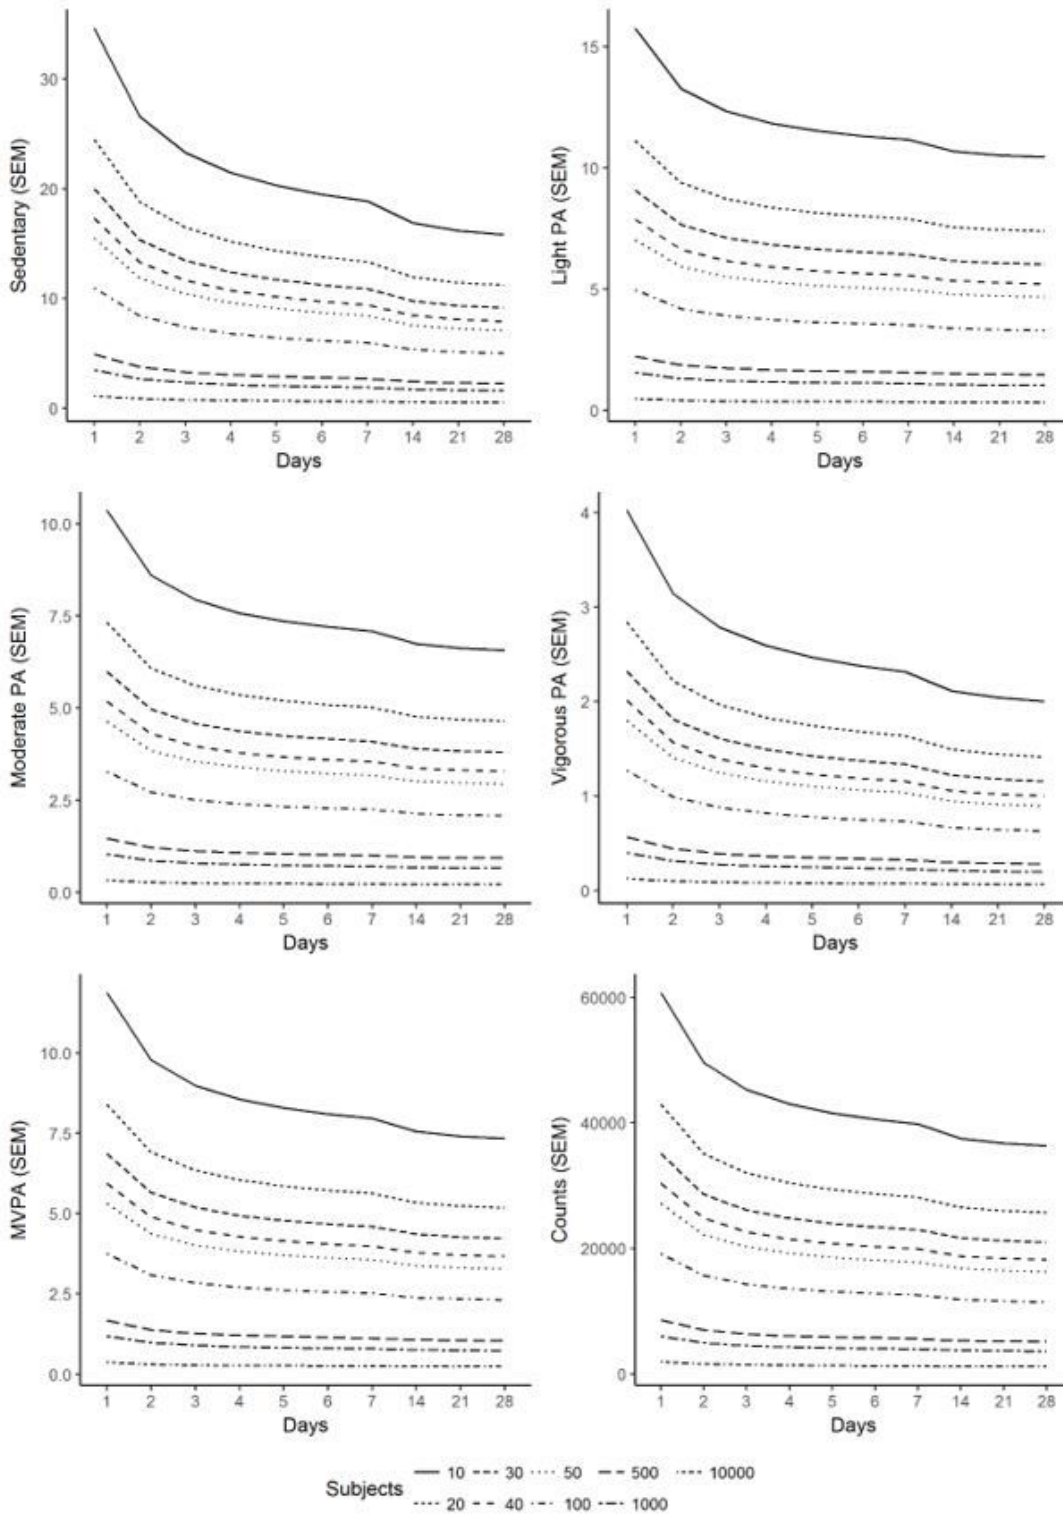 Sedentary (SEM)
30
20
10
0
1 2 3 4 5 6 7 14 21 28
Days
Light PA (SEM)
15
10
5
0
1 2 3 4 5 6 7 14 21 28
Days
Moderate PA (SEM)
10.0
7.5
5.0
2.5
0.0
1 2 3 4 5 6 7 14 21 28
Days
Vigorous PA (SEM)
4
3
2
1
0
1 2 3 4 5 6 7 14 21 28
Days
MVPA (SEM)
10.0
7.5
5.0
2.5
0.0
1 2 3 4 5 6 7 14 21 28
Days
Counts (SEM)
60000
40000
20000
0
1 2 3 4 5 6 7 14 21 28
Days
Subjects
10 30 50 500 10000
20 40 100 1000